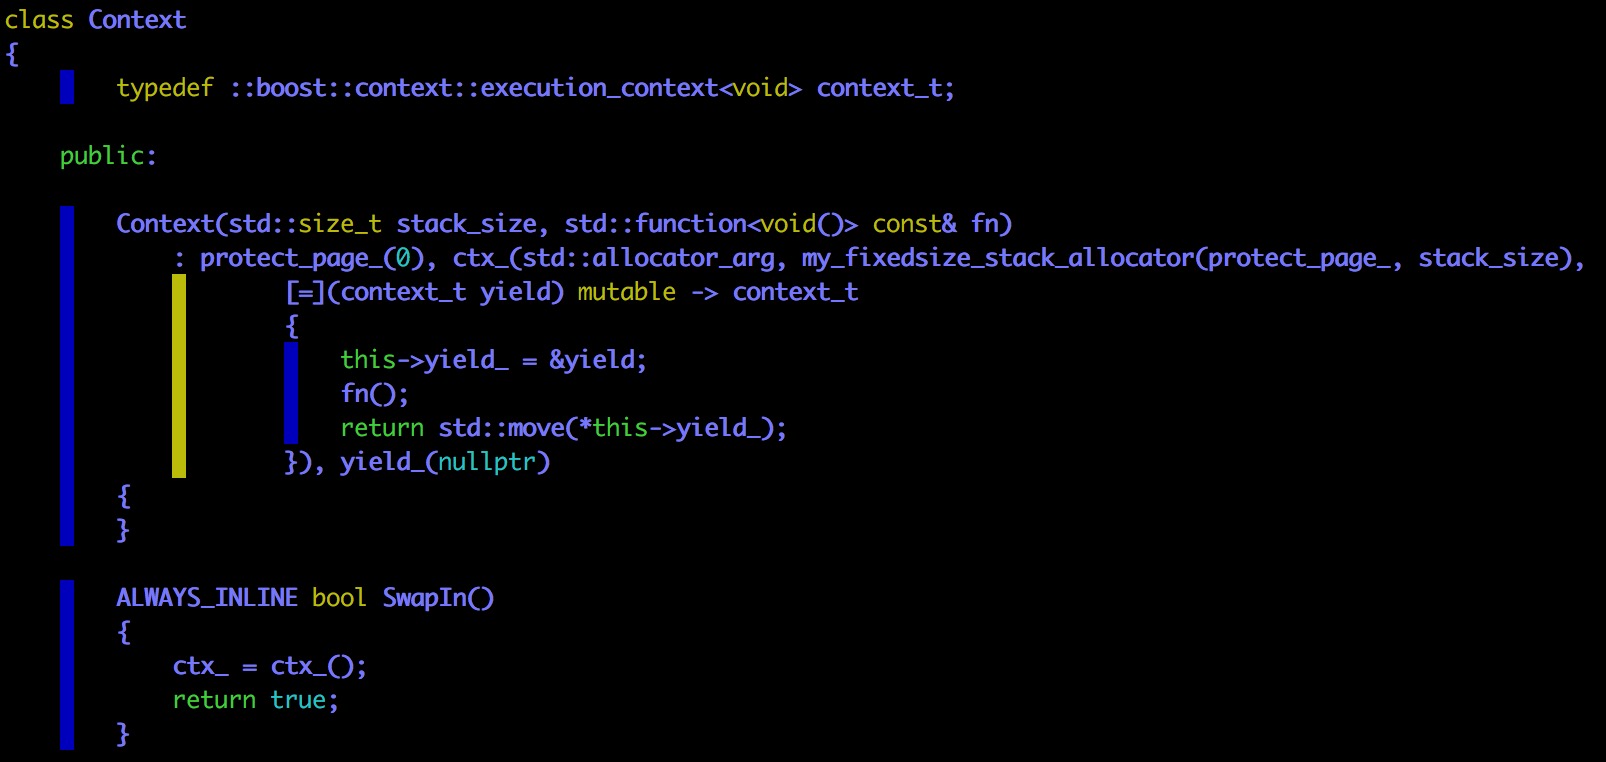 class Context
{
typedef ::boost::context::execution_context<void> context_t;
public:
Context(std::size_t stack_size, std::function<void()> const& fn)
: protect_page_(0), ctx_(std::allocator_arg, my_fixedsize_stack_allocator(protect_page_, stack_size),
[=](context_t yield) mutable -> context_t
{
this->yield_ = &yield;
fn();
return std::move(*this->yield_);
}), yield_(nullptr)
{
}
ALWAYS_INLINE bool SwapIn()
{
ctx_ = ctx_();
return true;
}